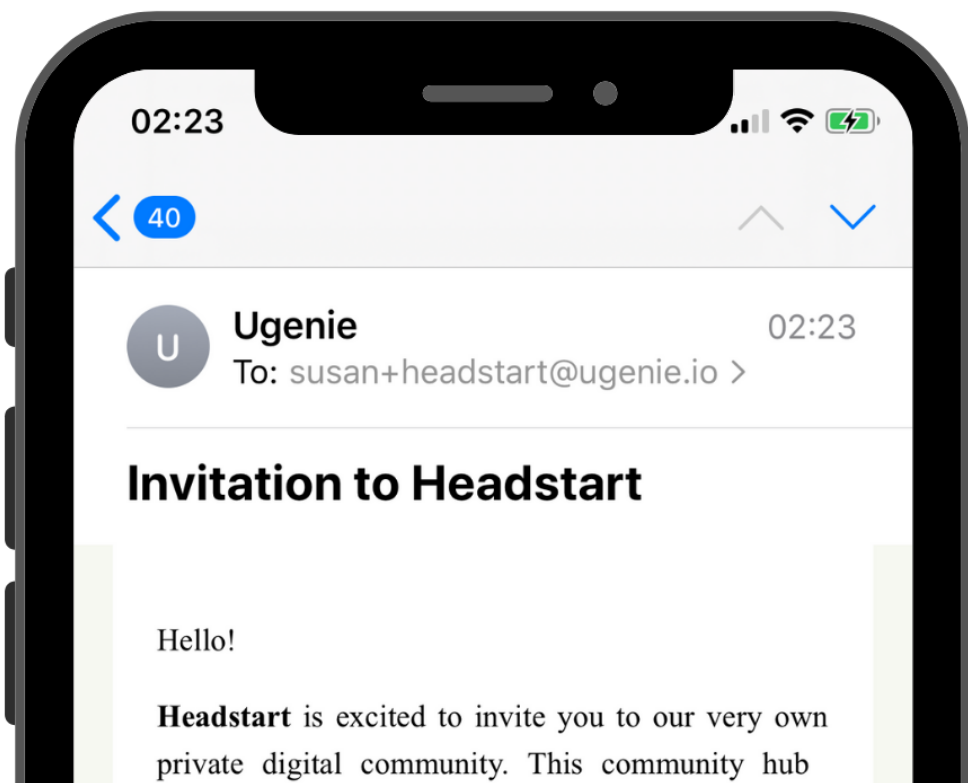 02:23
40
U
Ugenie
02:23
To: susan+headstart@ugenie.io >
Invitation to Headstart
Hello!
Headstart is excited to invite you to our very own
private digital community. This community hub